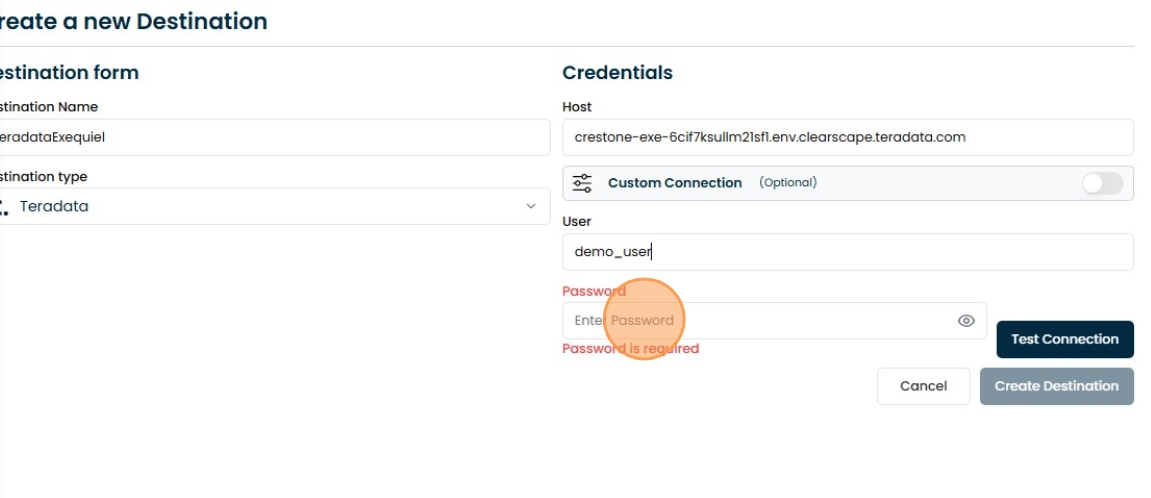 reate a new Destination
estination form
stination Name
eradataExequiel
stination type
Teradata
Credentials
Host
crestone-exe-6cif7ksullm21sfl.env.clearscape.teradata.com
Custom Connection (Optional)
User
demo_user
Password
Enter Password
Password is required
Test Connection
Cancel
Create Destination